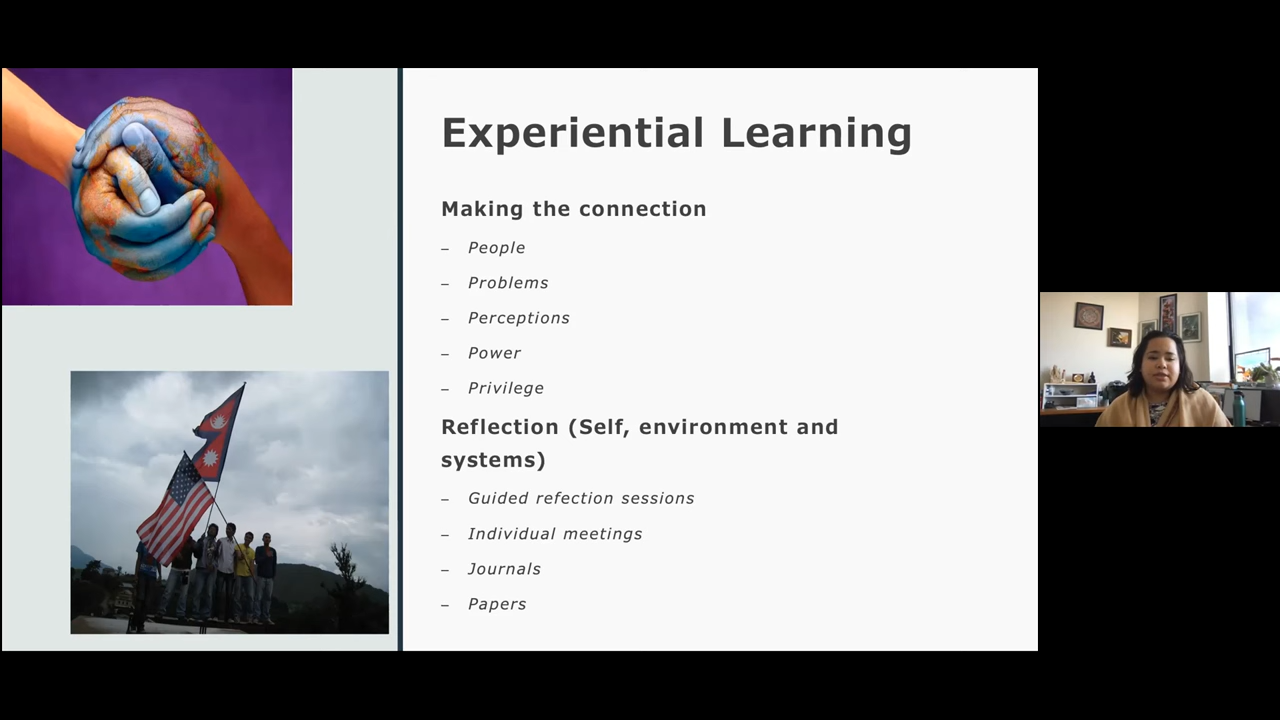 Experiential Learning
Making the connection
– People
– Problems
– Perceptions
– Power
– Privilege
Reflection (Self, environment and
systems)
– Guided refection sessions
– Individual meetings
– Journals
– Papers